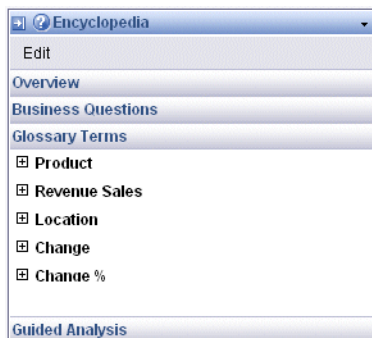 Encyclopedia
Edit
Overview
Business Questions
Glossary Terms
Product
Revenue Sales
Location
Change
Change %
Guided Analysis